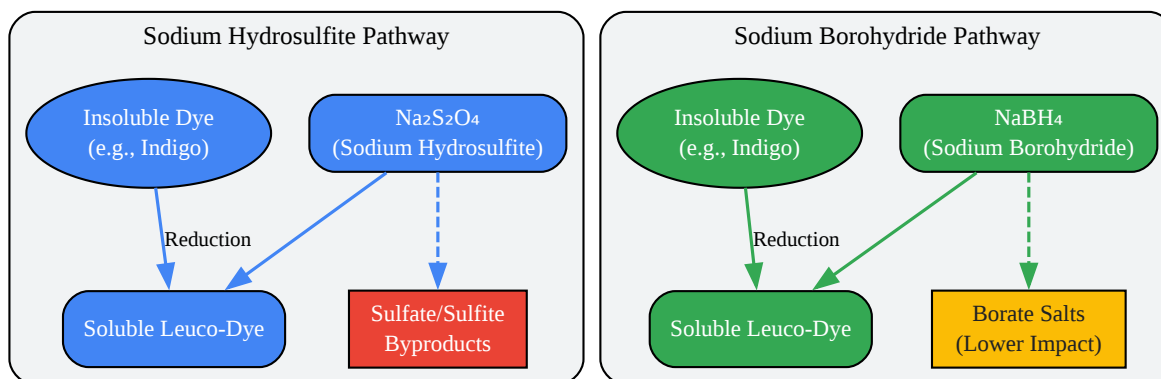 Sodium Hydrosulfite Pathway
Insoluble Dye
(e.g., Indigo)
Na₂S₂O₄
(Sodium Hydrosulfite)
Reduction
Soluble Leuco-Dye
Sulfate/Sulfite
Byproducts
Sodium Borohydride Pathway
Insoluble Dye
(e.g., Indigo)
NaBH₄
(Sodium Borohydride)
Reduction
Soluble Leuco-Dye
Borate Salts
(Lower Impact)